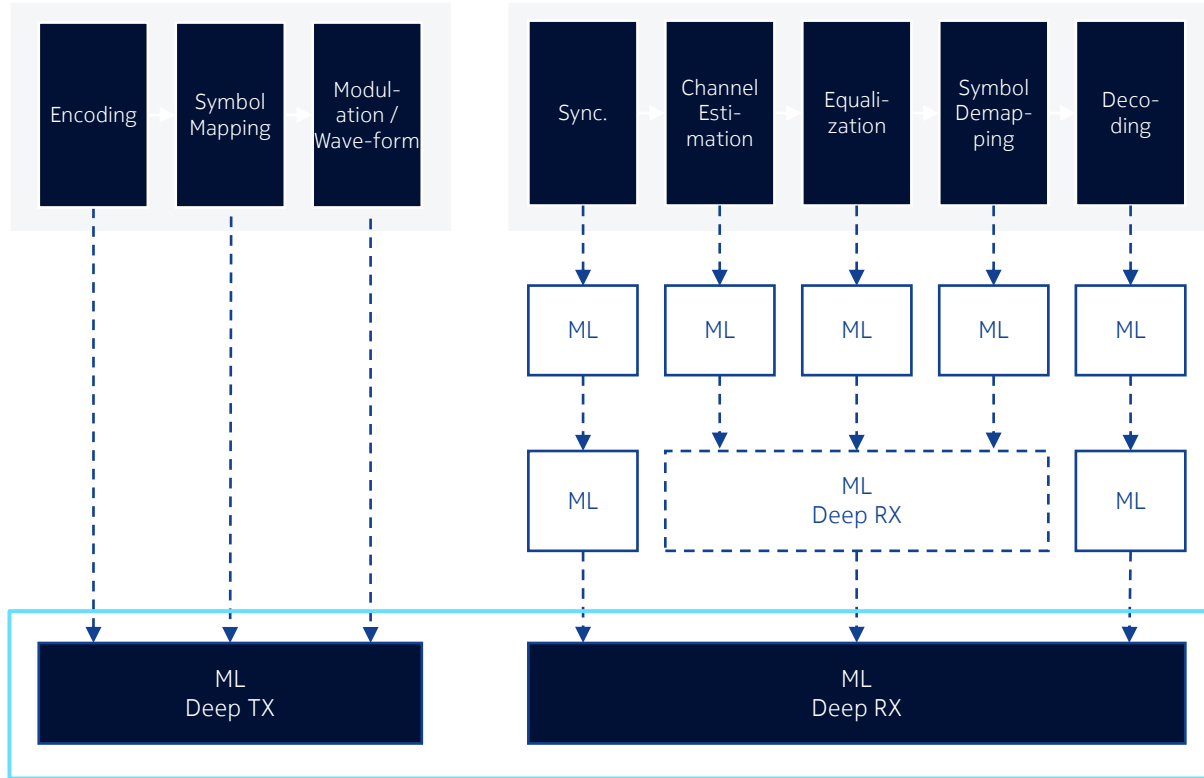 Encoding
Symbol
Mapping
Modul-
ation /
Wave-form
Sync.
Channel
Esti-
mation
Equali-
zation
Symbol
Demap-
ping
Deco-
ding
ML
ML
ML
ML
ML
ML
ML
Deep RX
ML
ML
Deep TX
ML
Deep RX